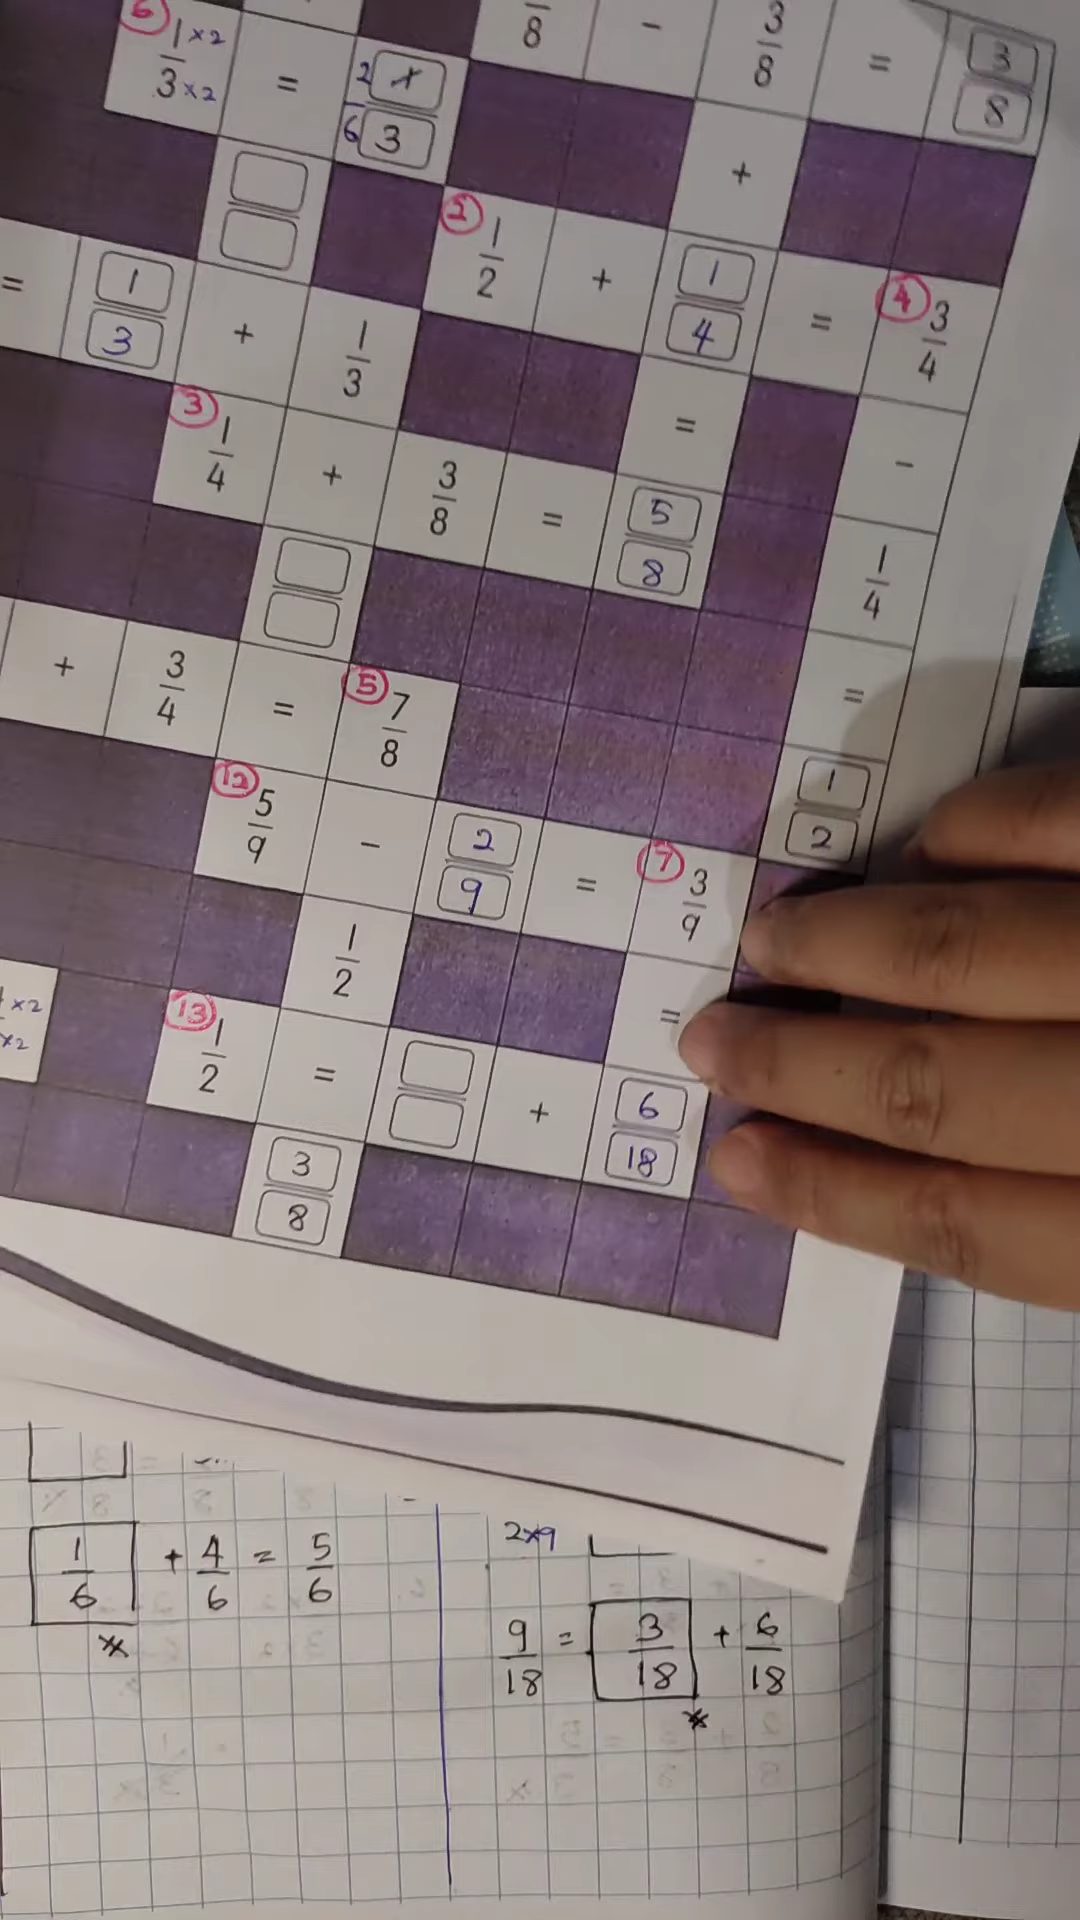 8 - 3/8 = 3/8
6 1/3 ×2 ×2 = 2/6 1/3
+
2 1/2 + 1/4 = 4 3/4
= 1/3 + 1/3
= -
3 1/4 + 3/8 = 5/8
1/4
+ 3/4 = 5 7/8
=
1/2
12 5/9 - 2/9 = 7 3/9
1/2
=
×2
×2
13 1/2 = + 6/18
3/8
1/6 + 4/6 = 5/6
*
2×9
9/18 = 3/18 + 6/18
*